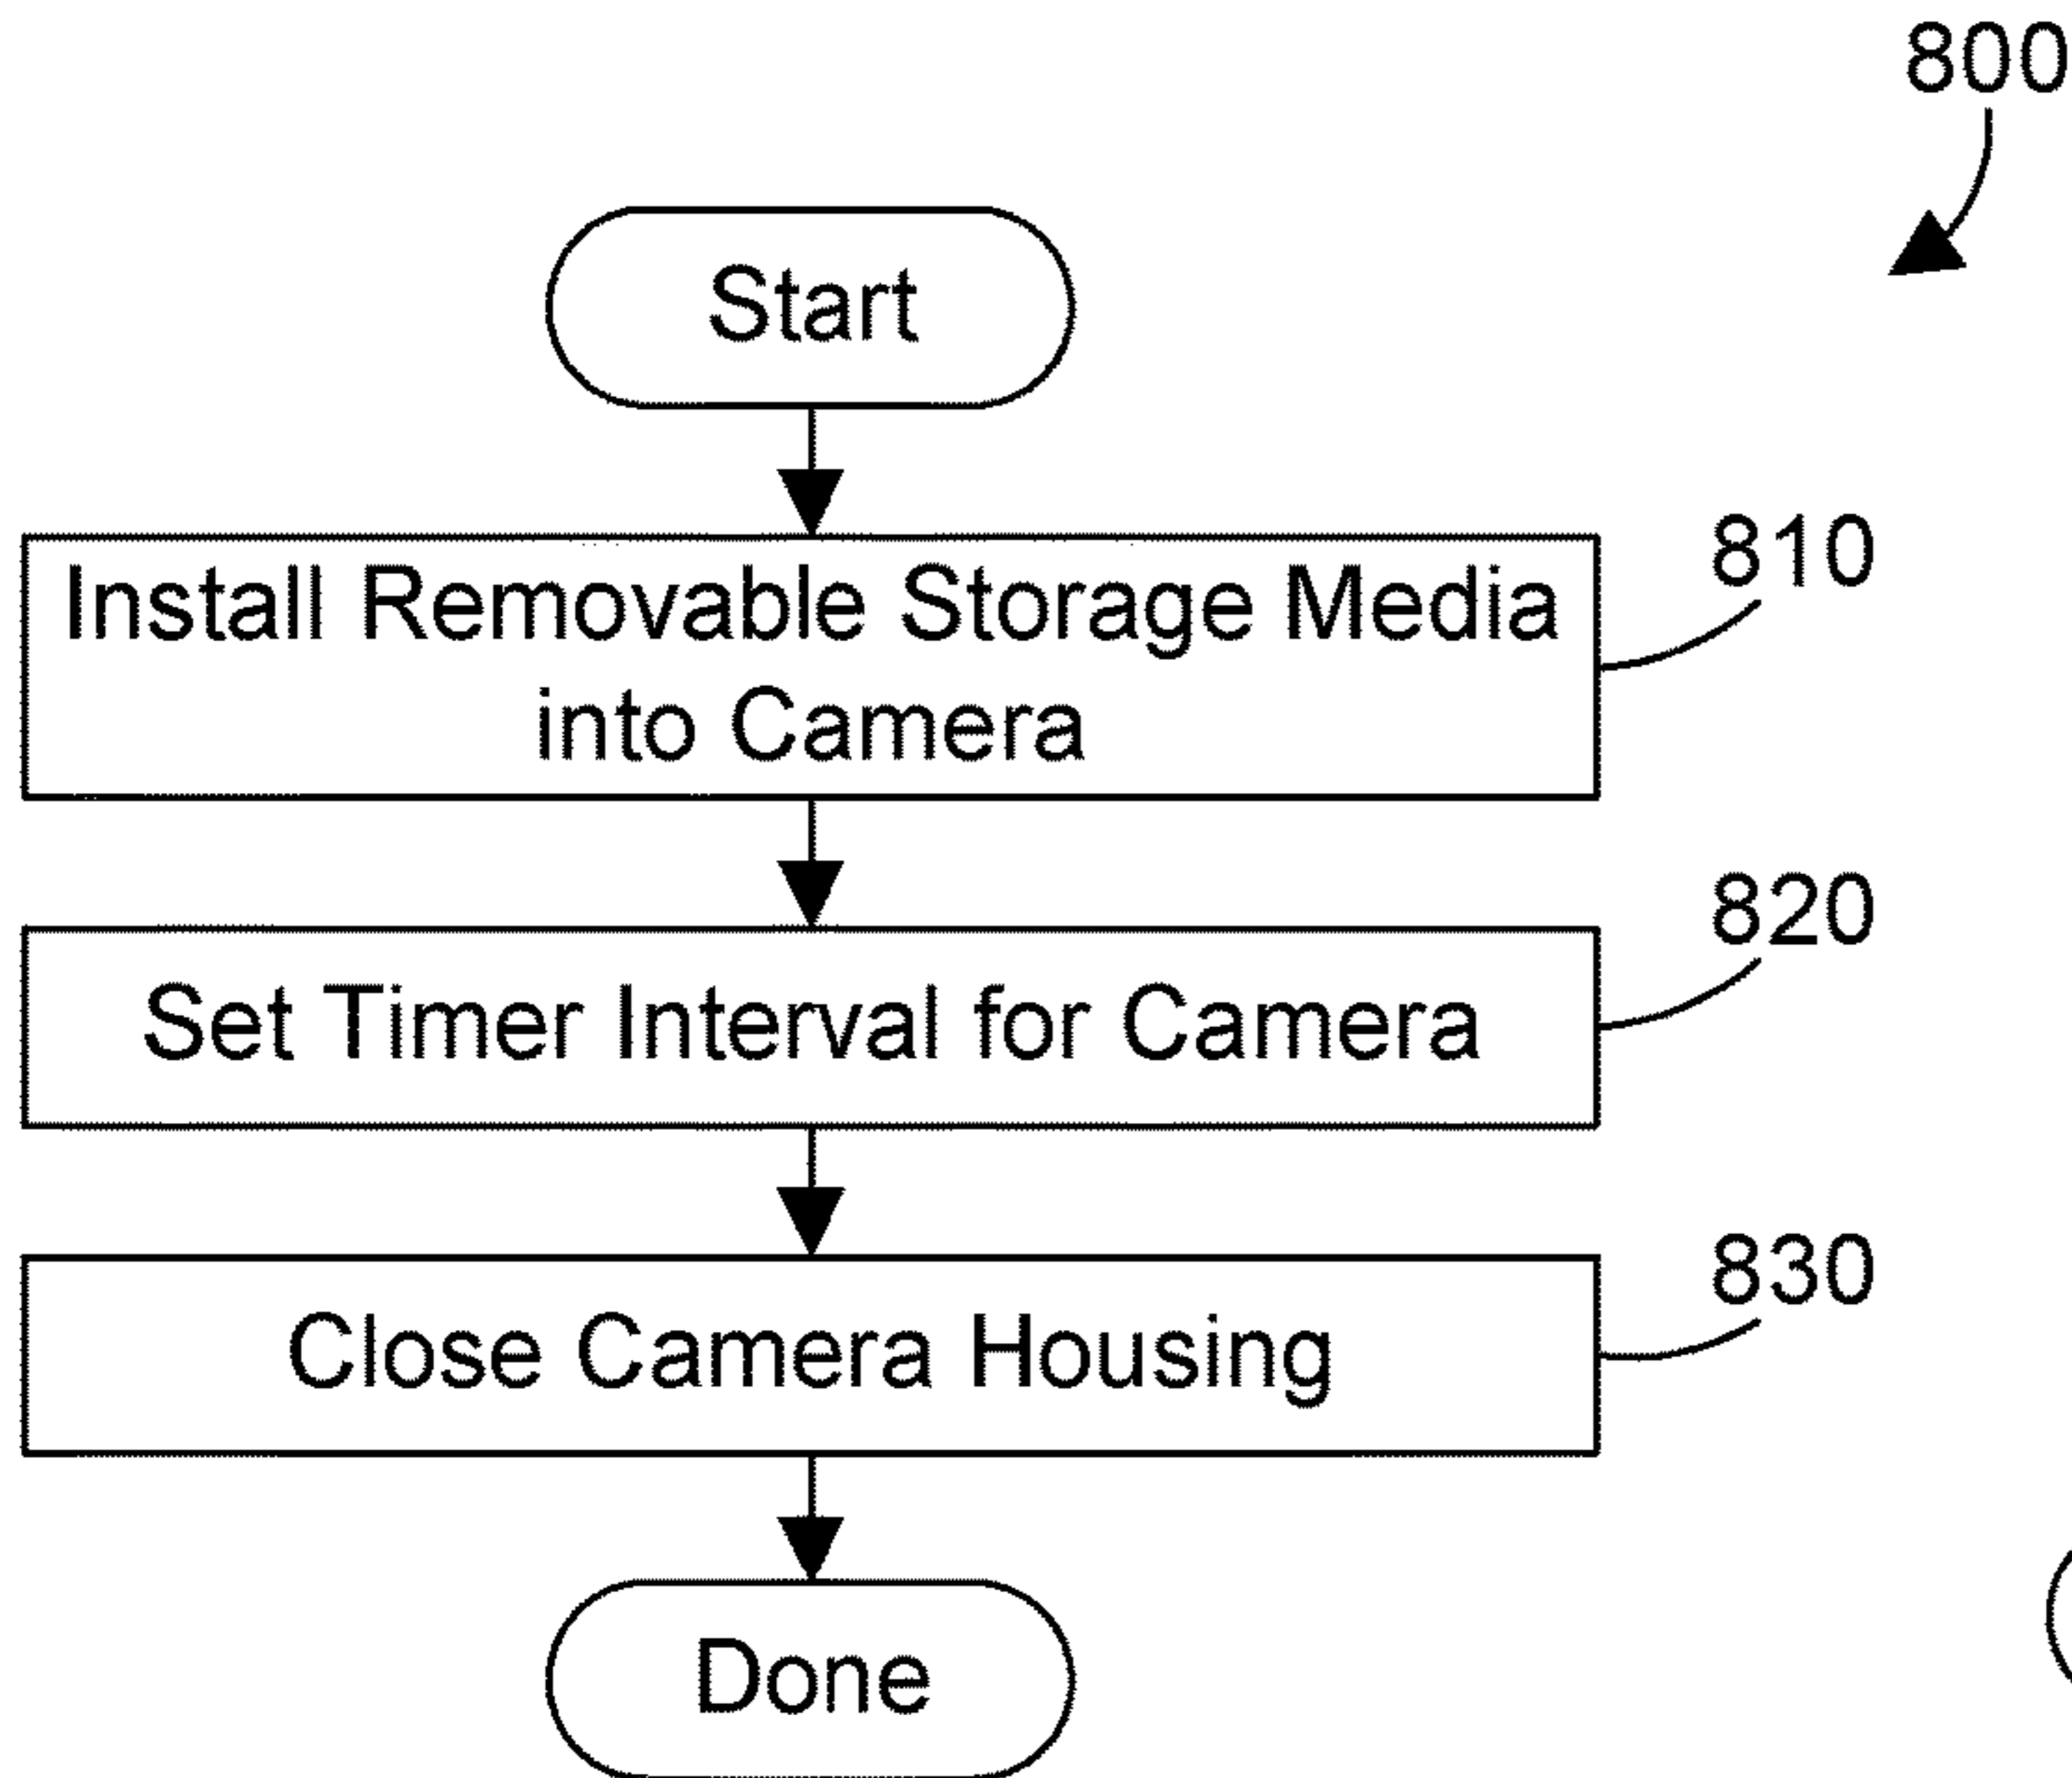 800
Start
Install Removable Storage Media
into Camera
810
Set Timer Interval for Camera
820
Close Camera Housing
830
Done